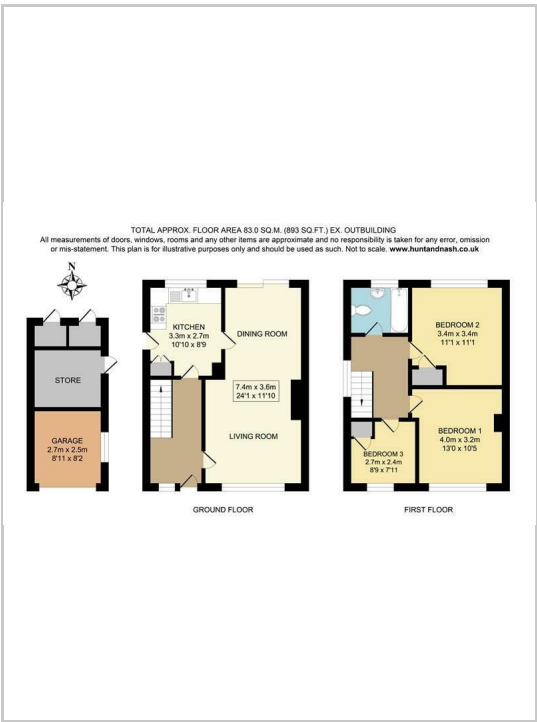 TOTAL APPROX. FLOOR AREA 83.0 SQ.M. (893 SQ.FT.) EX. OUTBUILDING
All measurements of doors, windows, rooms and any other items are approximate and no responsibility is taken for any error, omission
or mis-statement. This plan is for illustrative purposes only and should be used as such. Not to scale. www.huntandnash.co.uk
N
STORE
GARAGE
2.7m x 2.5m
8'11 x 8'2
KITCHEN
3.3m x 2.7m
10'10 x 8'9
DINING ROOM
7.4m x 3.6m
24'1 x 11'10
LIVING ROOM
GROUND FLOOR
BEDROOM 2
3.4m x 3.4m
11'1 x 11'1
BEDROOM 1
4.0m x 3.2m
13'0 x 10'5
BEDROOM 3
2.7m x 2.4m
8'9 x 7'11
FIRST FLOOR